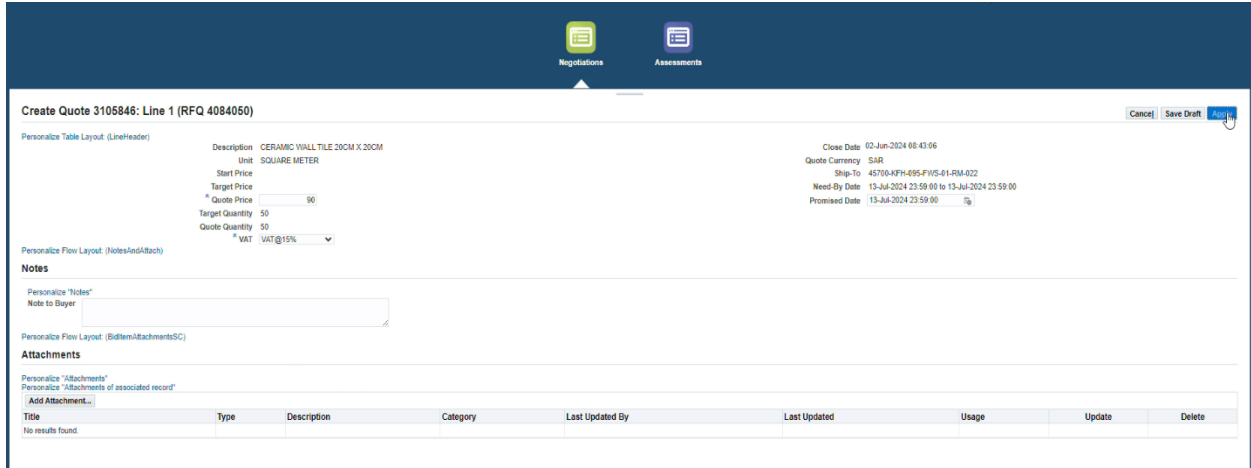 Negotiations
Assessments
Create Quote 3105846: Line 1 (RFQ 4084050)
Cancel Save Draft Apply
Personalize Table Layout: (LineHeader)
Description CERAMIC WALL TILE 20CM X 20CM
Unit SQUARE METER
Start Price
Target Price
* Quote Price 90
Target Quantity 50
Quote Quantity 50
* VAT VAT@15%
Close Date 02-Jun-2024 08:43:06
Quote Currency SAR
Ship-To 45700-KFH-095-FWS-01-RM-022
Need-By Date 13-Jul-2024 23:59:00 to 13-Jul-2024 23:59:00
Promised Date 13-Jul-2024 23:59:00
Personalize Flow Layout: (NotesAndAttach)
Notes
Personalize "Notes"
Note to Buyer
Personalize Flow Layout: (BidItemAttachmentsSC)
Attachments
Personalize "Attachments"
Personalize "Attachments of associated record"
Add Attachment...
Title Type Description Category Last Updated By Last Updated Usage Update Delete
No results found.